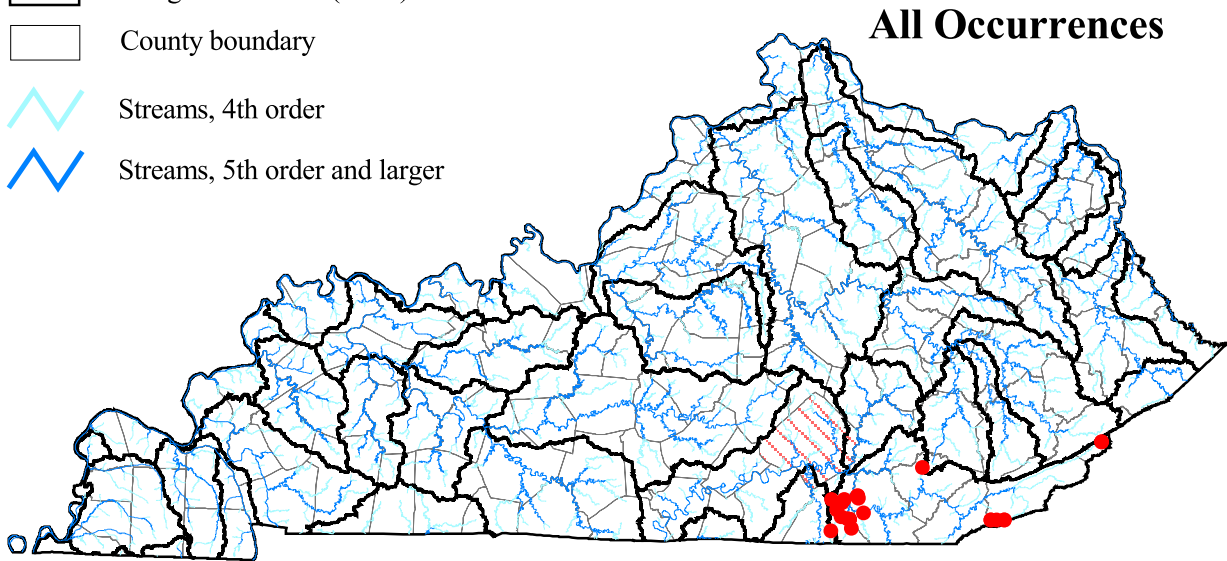 All Occurrences
County boundary
Streams, 4th order
Streams, 5th order and larger